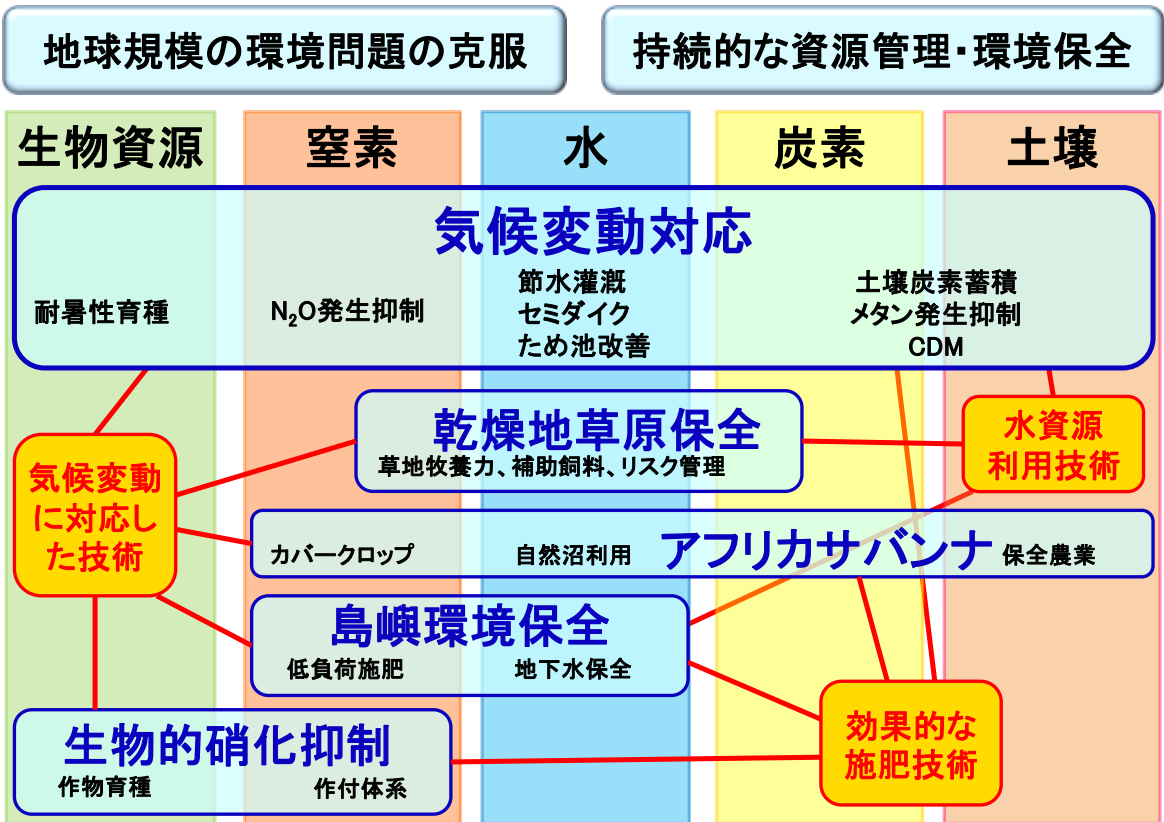 地球規模の環境問題の克服
持続的な資源管理・環境保全
生物資源
窒素
水
炭素
土壌
気候変動対応
耐暑性育種
N₂O発生抑制
節水灌漑
セミダイク
ため池改善
土壌炭素蓄積
メタン発生抑制
CDM
乾燥地草原保全
草地牧養力、補助飼料、リスク管理
水資源
利用技術
気候変動
に対応し
た技術
カバークロップ
自然沼利用
アフリカサバンナ
保全農業
島嶼環境保全
低負荷施肥
地下水保全
生物的硝化抑制
作物育種
作付体系
効果的な
施肥技術